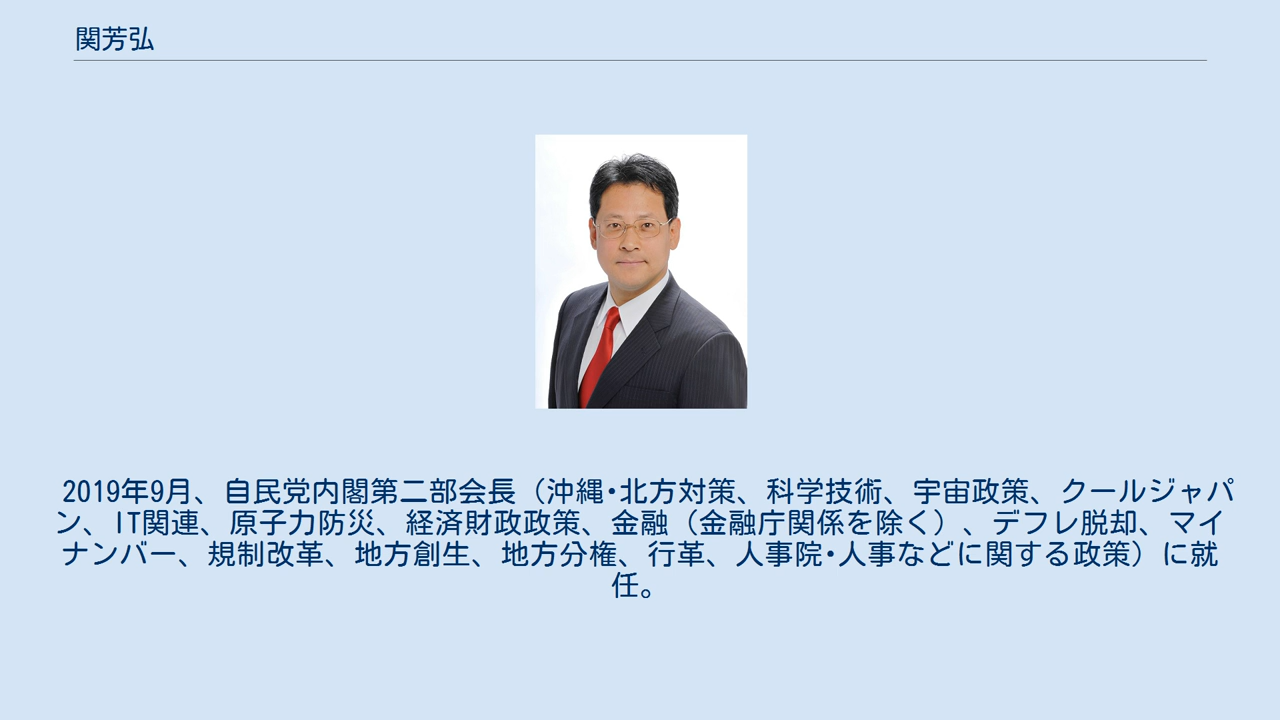 関芳弘
2019年9月、自民党内閣第二部会長（沖縄・北方対策、科学技術、宇宙政策、クールジャパ
ン、IT関連、原子力防災、経済財政政策、金融（金融庁関係を除く）、デフレ脱却、マイ
ナンバー、規制改革、地方創生、地方分権、行革、人事院・人事などに関する政策）に就
任。